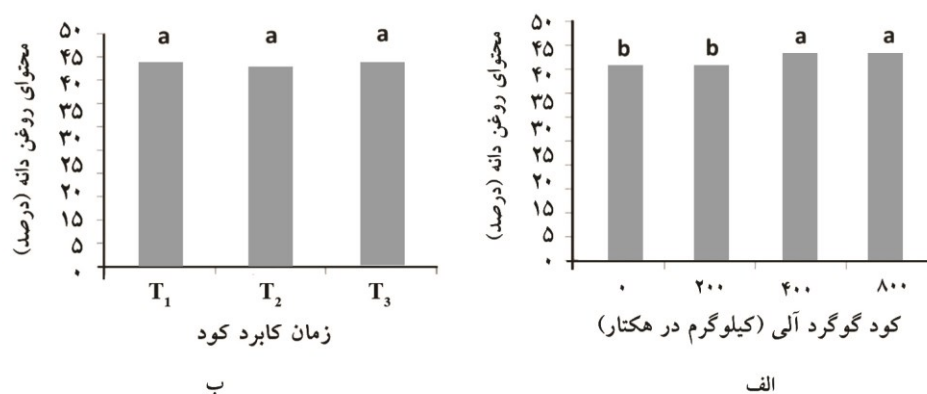 محتوای روغن دانه (درصد)
۵۰
۴۵
۴۰
۳۵
۳۰
۲۵
۲۰
۱۵
۵
۰
b b a a
۰ ۲۰۰ ۴۰۰ ۸۰۰
کود گوگرد آلی (کیلوگرم در هکتار)
الف
محتوای روغن دانه (درصد)
۵۰
۴۵
۴۰
۳۵
۳۰
۲۵
۲۰
۱۵
۵
۰
a a a
T₁ T₂ T₃
زمان کابرد کود
ب